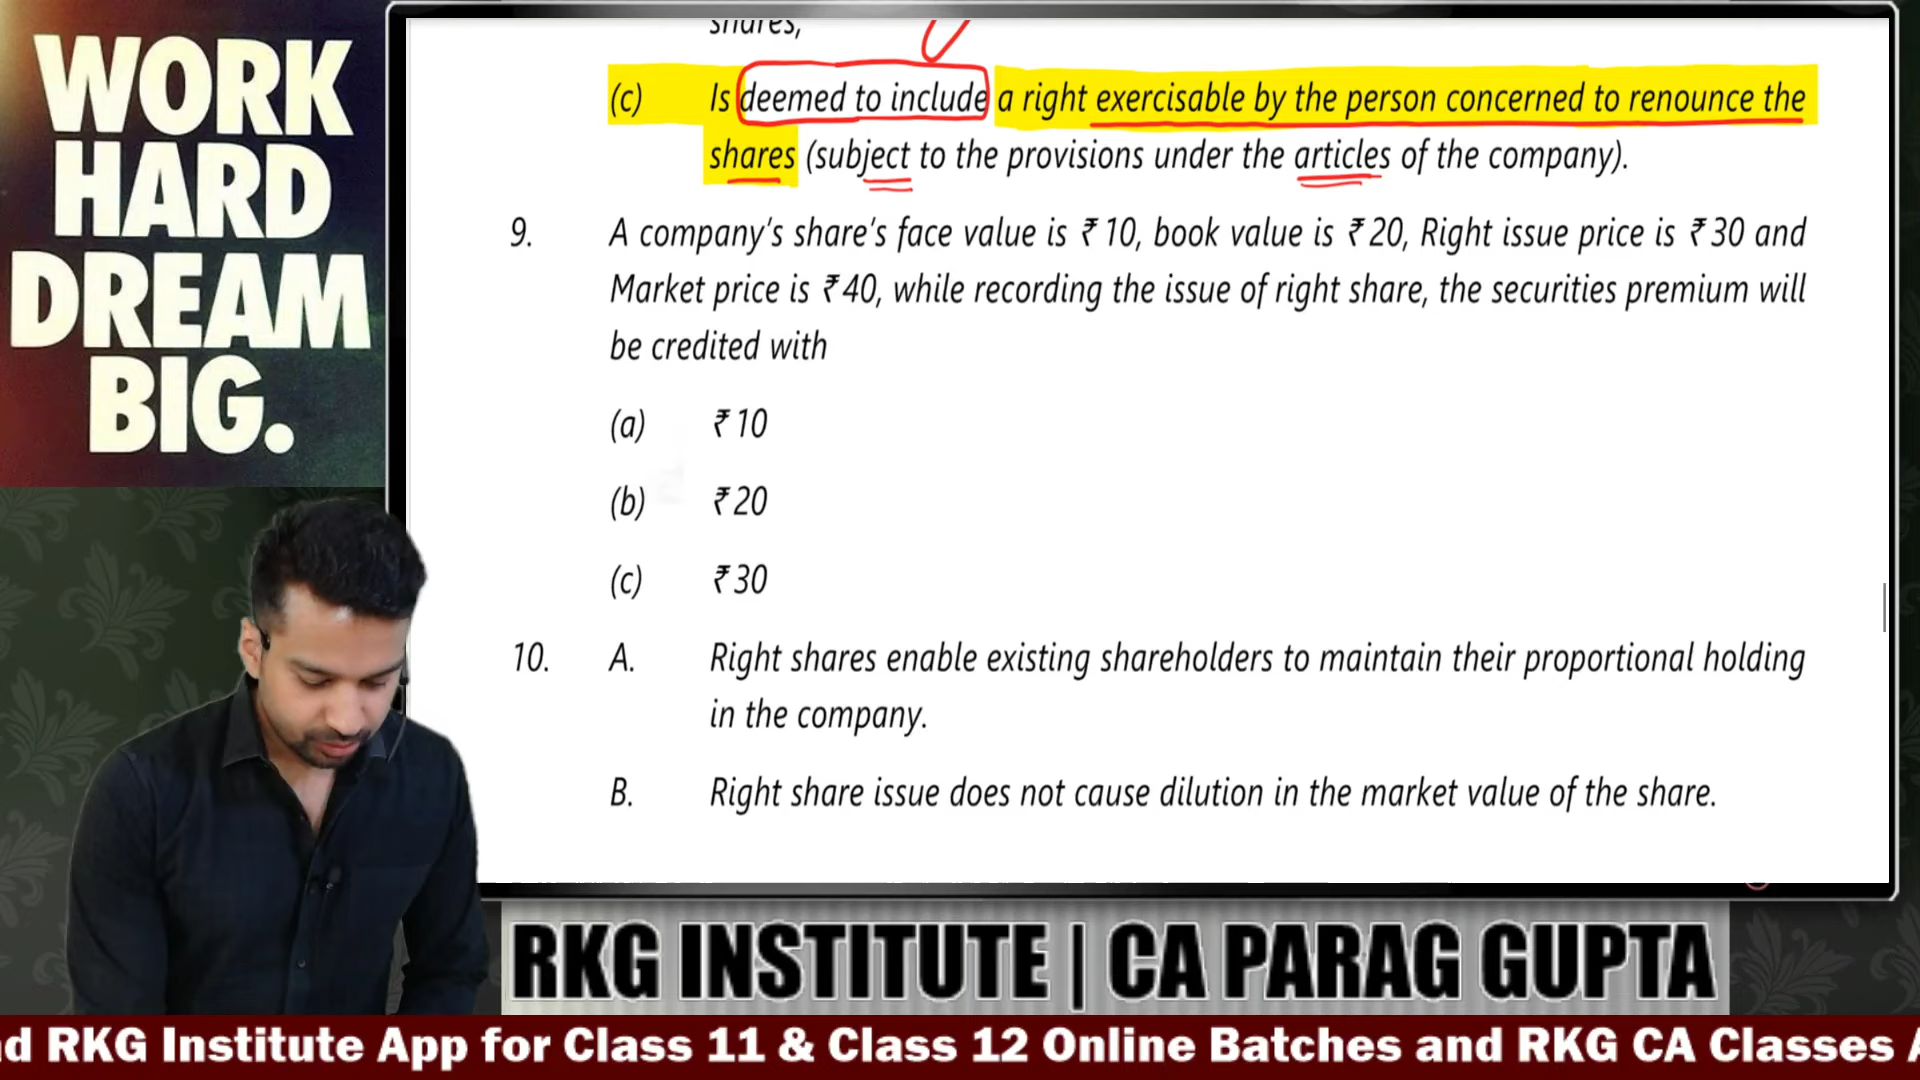 WORK
HARD
DREAM
BIG.
shares,
(c) Is deemed to include a right exercisable by the person concerned to renounce the
shares (subject to the provisions under the articles of the company).
9. A company’s share’s face value is ₹ 10, book value is ₹ 20, Right issue price is ₹ 30 and
Market price is ₹ 40, while recording the issue of right share, the securities premium will
be credited with
(a) ₹ 10
(b) ₹ 20
(c) ₹ 30
10. A. Right shares enable existing shareholders to maintain their proportional holding
in the company.
B. Right share issue does not cause dilution in the market value of the share.
RKG INSTITUTE | CA PARAG GUPTA
RKG Institute App for Class 11 & Class 12 Online Batches and RKG CA Classes